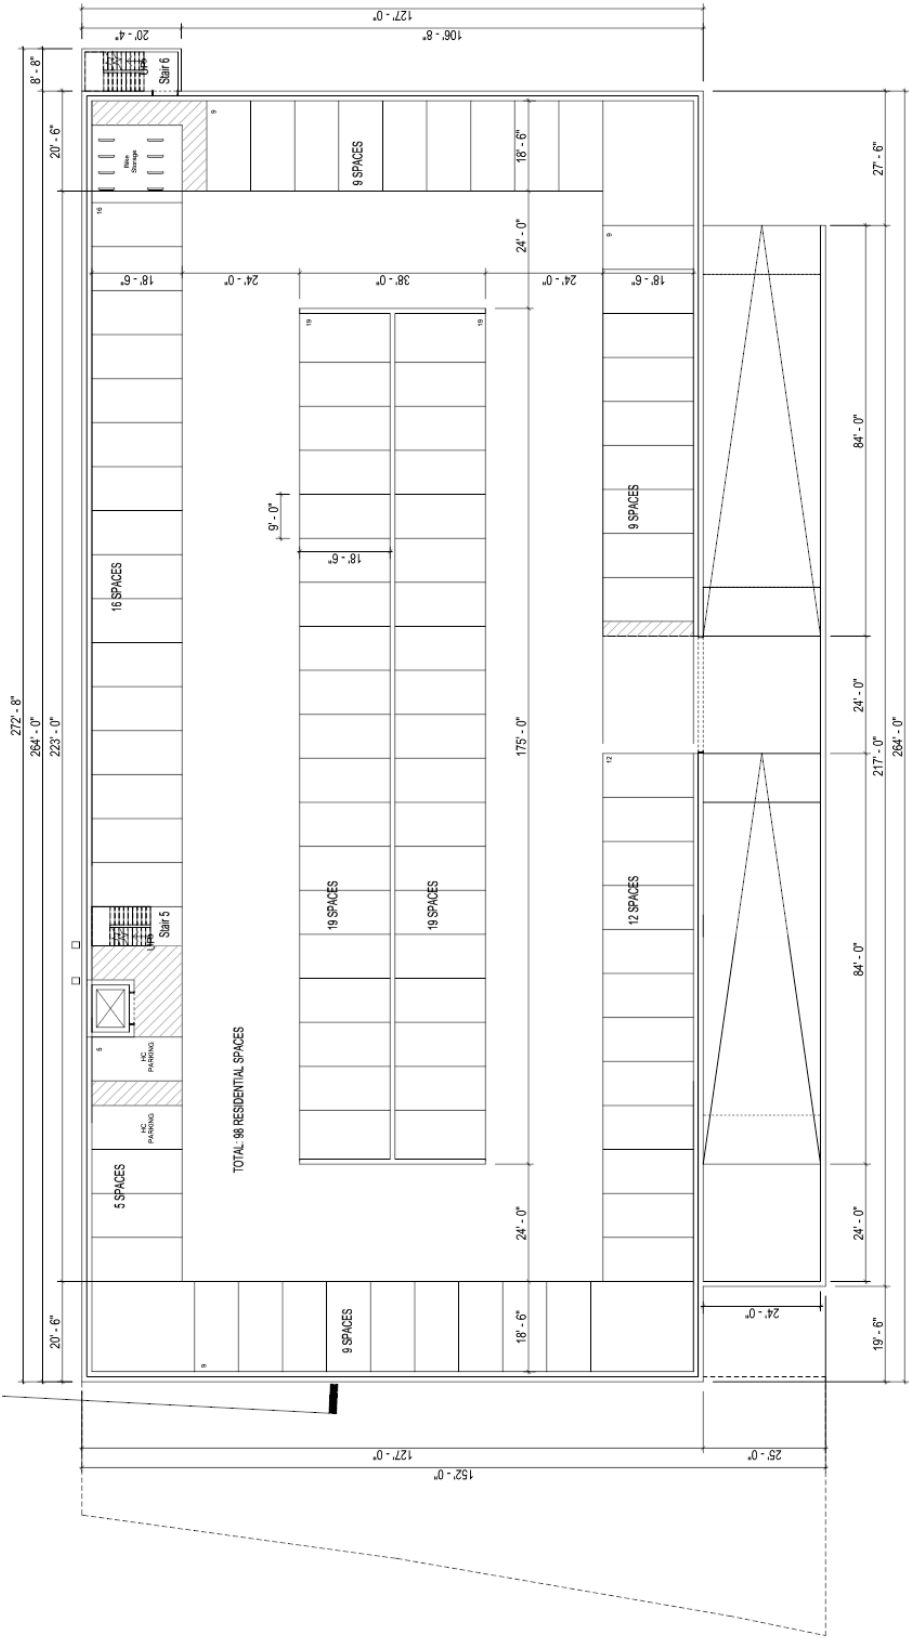 127' - 0"
20' - 4"
106' - 8"
8' - 8"
UP
Stair 6
20' - 6"
9
18' - 6"
27' - 6"
Bike
Storage
9 SPACES
16
24' - 0"
9
18' - 6"
24' - 0"
38' - 0"
24' - 0"
18' - 6"
19
19
84' - 0"
9' - 0"
9 SPACES
18' - 6"
16 SPACES
272' - 8"
264' - 0"
223' - 0"
175' - 0"
24' - 0"
217' - 0"
264' - 0"
12
19 SPACES
19 SPACES
12 SPACES
UP
Stair 5
84' - 0"
5
HC
PARKING
HC
PARKING
TOTAL: 98 RESIDENTIAL SPACES
5 SPACES
24' - 0"
24' - 0"
20' - 6"
9 SPACES
18' - 6"
24' - 0"
19' - 6"
9
127' - 0"
25' - 0"
152' - 0"